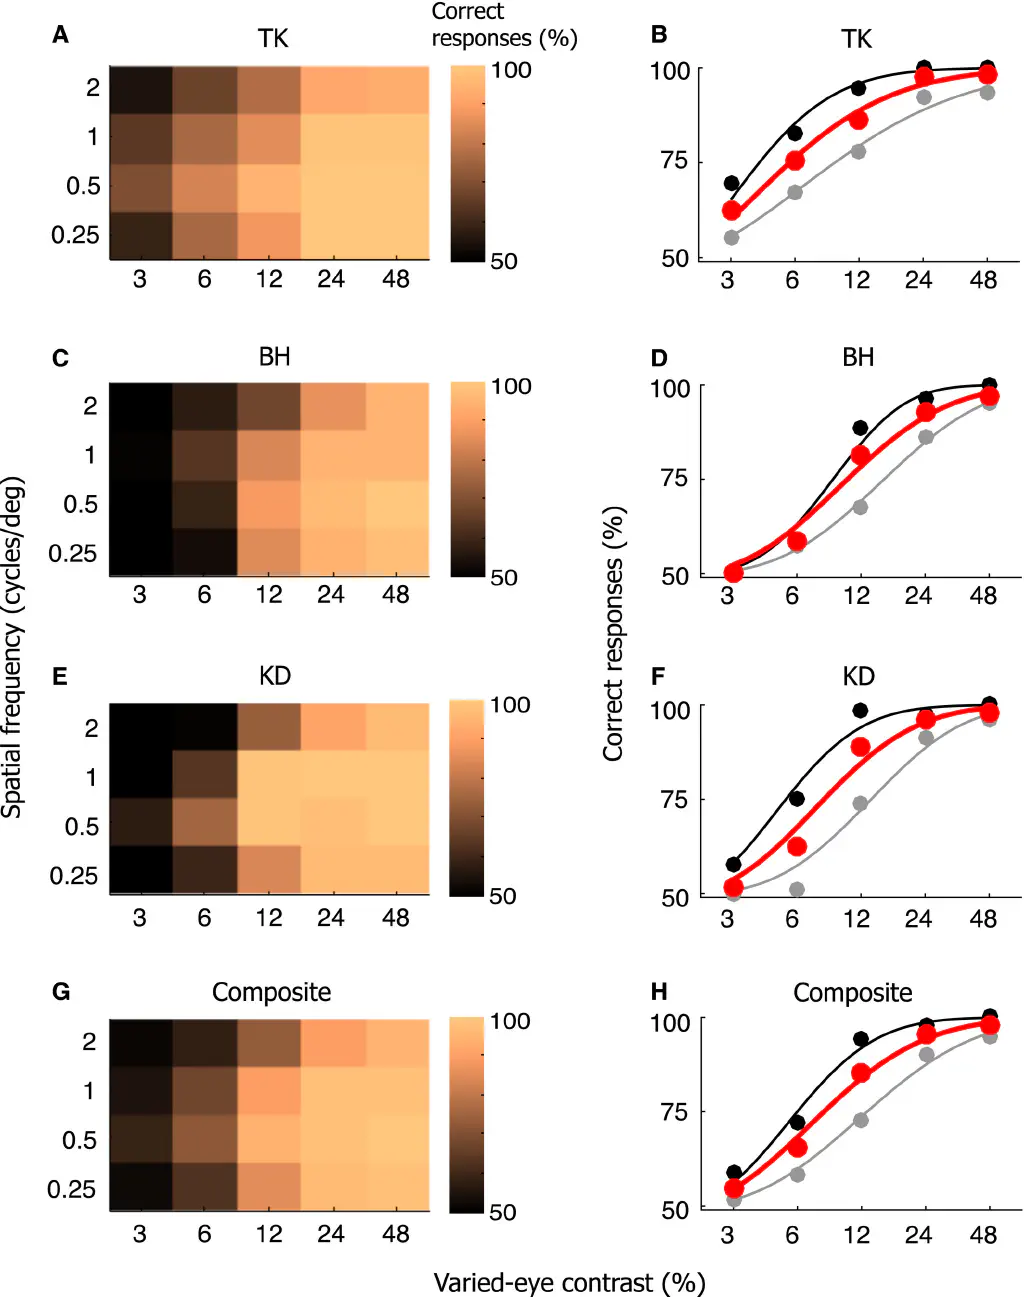 A
TK
Correct
responses (%)
2
1
0.5
0.25
3 6 12 24 48
100
50
B
TK
100
75
50
3 6 12 24 48
C
BH
2
1
0.5
0.25
3 6 12 24 48
100
50
D
BH
100
75
50
3 6 12 24 48
E
KD
2
1
0.5
0.25
3 6 12 24 48
100
50
F
KD
100
75
50
3 6 12 24 48
G
Composite
2
1
0.5
0.25
3 6 12 24 48
100
50
H
Composite
100
75
50
3 6 12 24 48
Spatial frequency (cycles/deg)
Correct responses (%)
Varied-eye contrast (%)